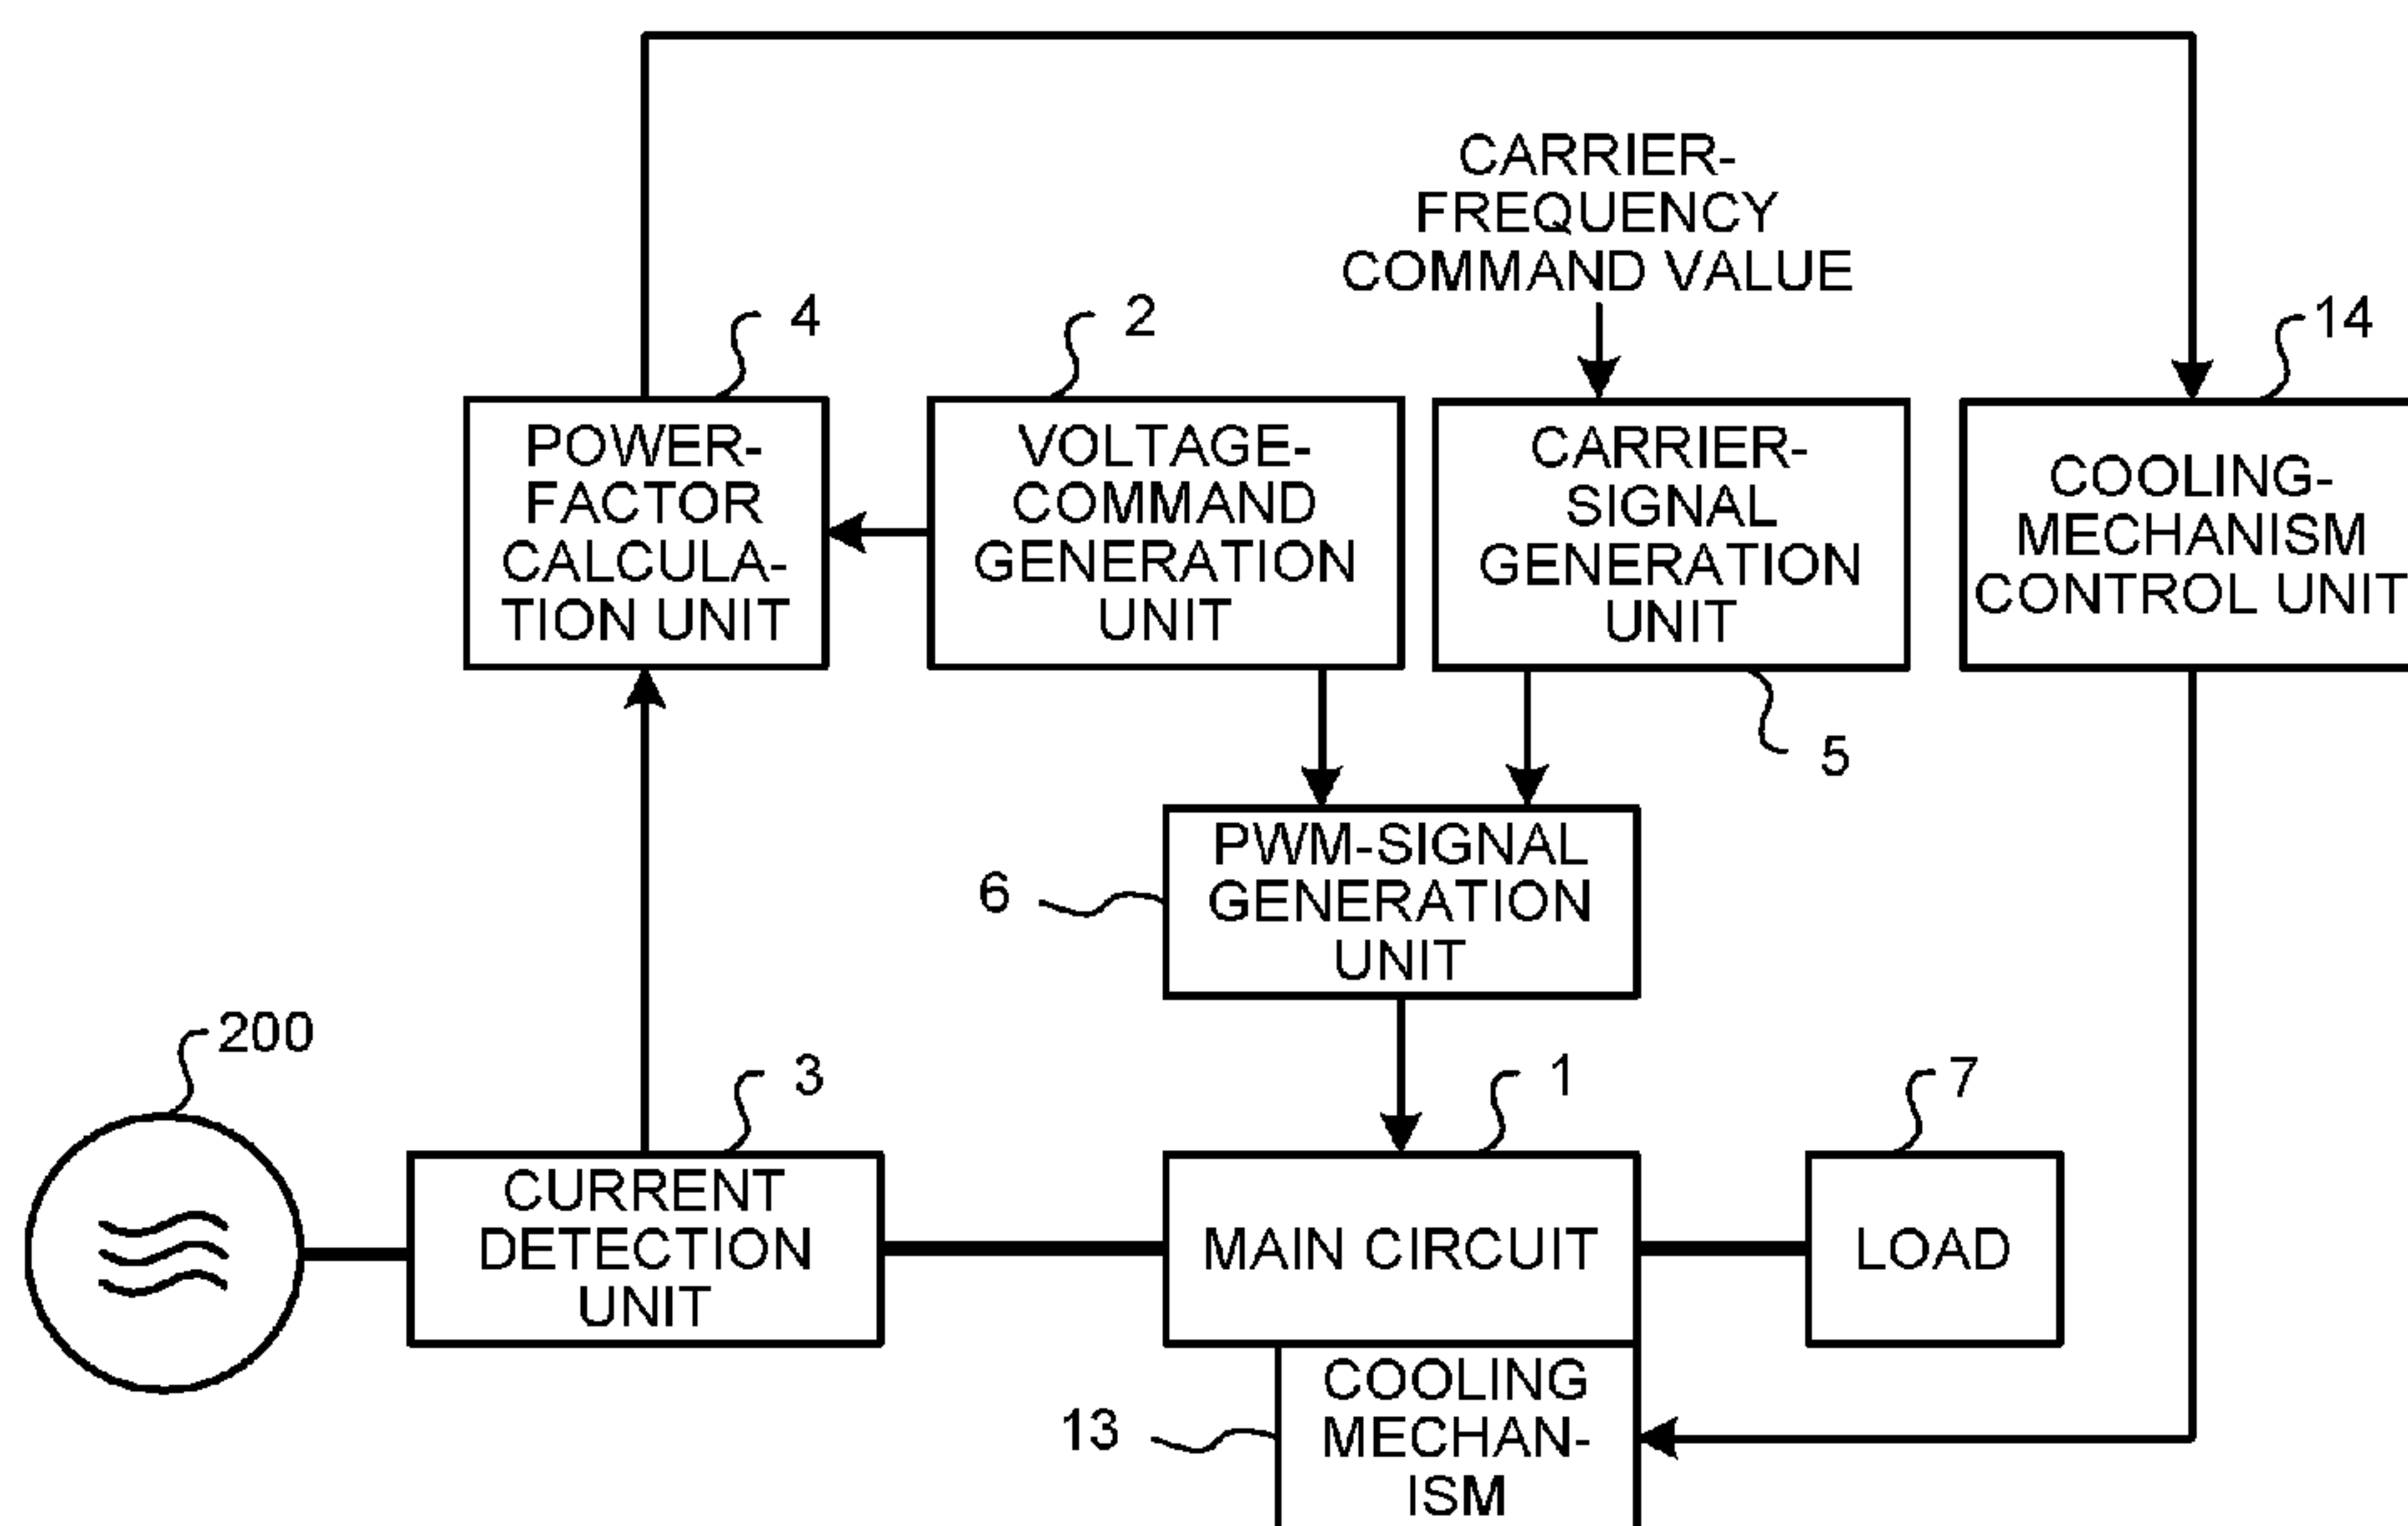 CARRIER-
FREQUENCY
COMMAND VALUE
4
2
14
POWER-
FACTOR
CALCULA-
TION UNIT
VOLTAGE-
COMMAND
GENERATION
UNIT
CARRIER-
SIGNAL
GENERATION
UNIT
COOLING-
MECHANISM
CONTROL UNIT
5
PWM-SIGNAL
GENERATION
UNIT
6
200
3
1
7
CURRENT
DETECTION
UNIT
MAIN CIRCUIT
LOAD
COOLING
MECHAN-
ISM
13